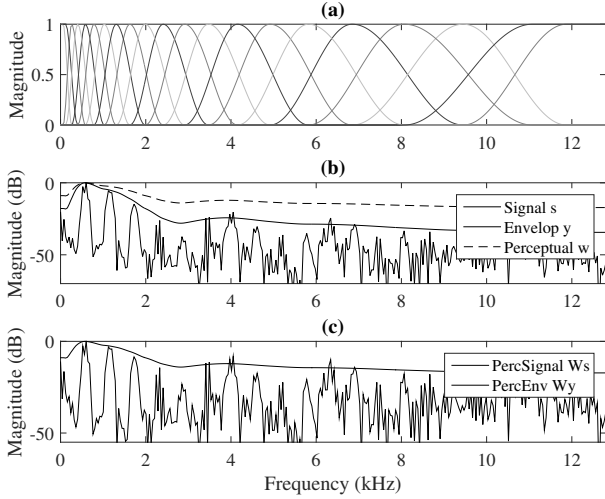 (a)
Magnitude
1
0.5
0
0 2 4 6 8 10 12
(b)
Magnitude (dB)
0
-50
Signal s
Envelop y
Perceptual w
0 2 4 6 8 10 12
(c)
Magnitude (dB)
0
-50
PercSignal Ws
PercEnv Wy
0 2 4 6 8 10 12
Frequency (kHz)